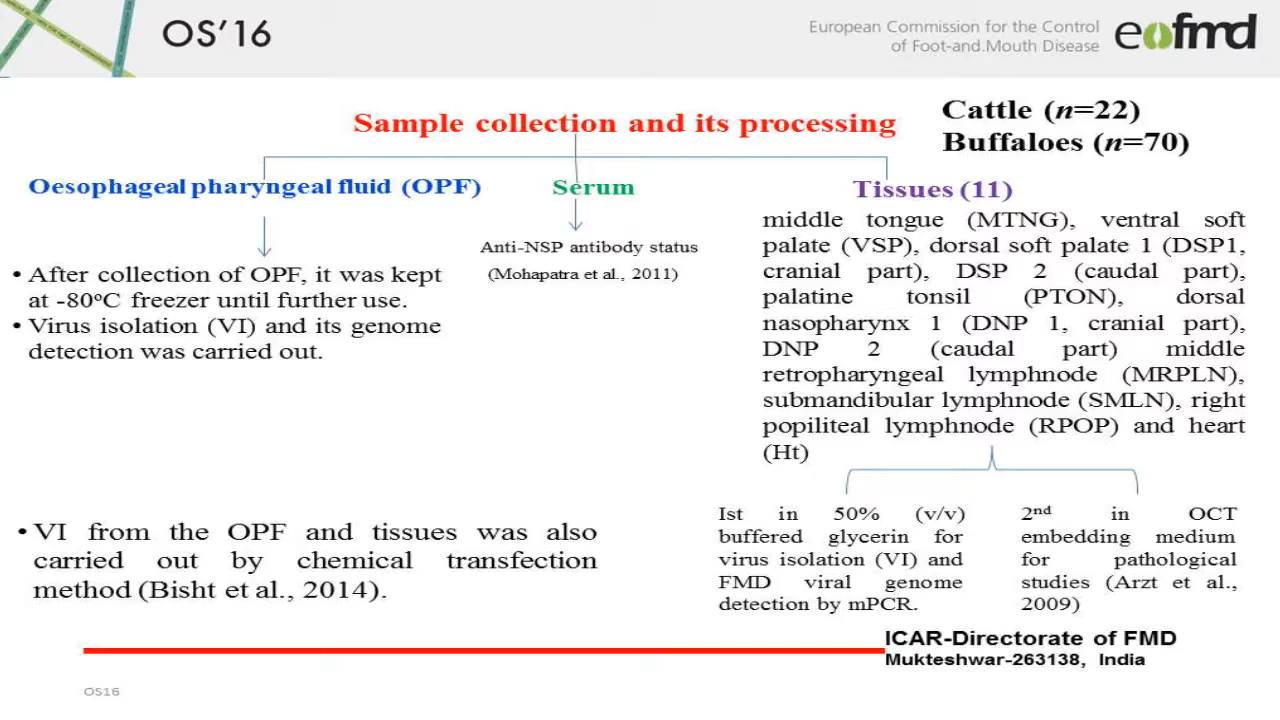 OS'16
European Commission for the Control
of Foot-and.Mouth Disease
eofmd
Cattle (n=22)
Buffaloes (n=70)
Sample collection and its processing
Oesophageal pharyngeal fluid (OPF)
• After collection of OPF, it was kept
at -80ºC freezer until further use.
• Virus isolation (VI) and its genome
detection was carried out.
Serum
Anti-NSP antibody status
(Mohapatra et al., 2011)
Tissues (11)
middle tongue (MTNG), ventral soft
palate (VSP), dorsal soft palate 1 (DSP1,
cranial part), DSP 2 (caudal part),
palatine tonsil (PTON), dorsal
nasopharynx 1 (DNP 1, cranial part),
DNP 2 (caudal part) middle
retropharyngeal lymphnode (MRPLN),
submandibular lymphnode (SMLN), right
popiliteal lymphnode (RPOP) and heart
(Ht)
• VI from the OPF and tissues was also
carried out by chemical transfection
method (Bisht et al., 2014).
Ist in 50% (v/v)
buffered glycerin for
virus isolation (VI) and
FMD viral genome
detection by mPCR.
2nd in OCT
embedding medium
for pathological
studies (Arzt et al.,
2009)
ICAR-Directorate of FMD
Mukteshwar-263138, India
OS16